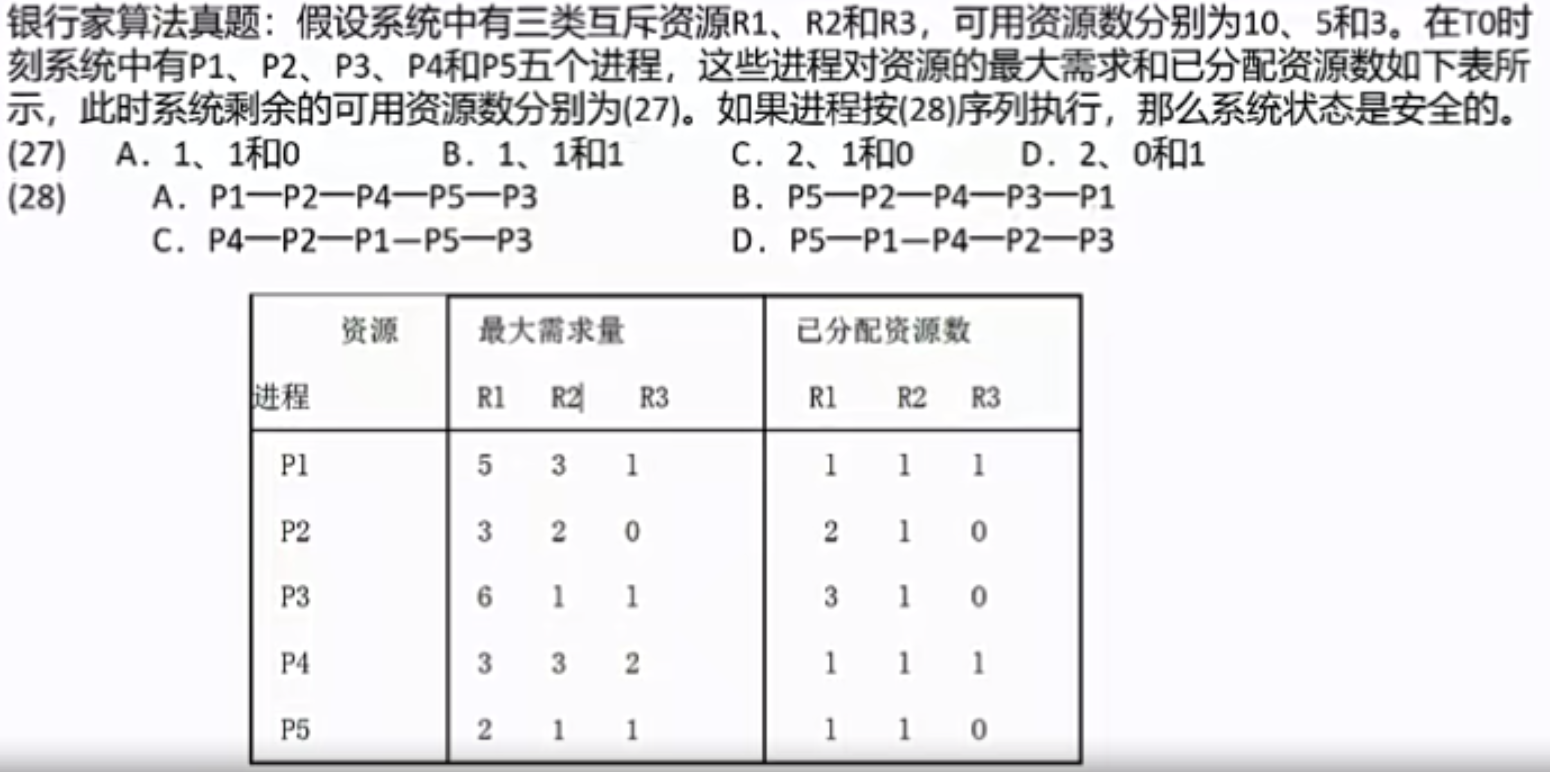 银行家算法真题：假设系统中有三类互斥资源R1、R2和R3，可用资源数分别为10、5和3。在T0时
刻系统中有P1、P2、P3、P4和P5五个进程，这些进程对资源的最大需求和已分配资源数如下表所
示，此时系统剩余的可用资源数分别为(27)。如果进程按(28)序列执行，那么系统状态是安全的。
(27) A．1、1和0 B．1、1和1 C．2、1和0 D．2、0和1
(28) A．P1—P2—P4—P5—P3 B．P5—P2—P4—P3—P1
C．P4—P2—P1—P5—P3 D．P5—P1—P4—P2—P3
资源 最大需求量 已分配资源数
进程 R1 R2 R3 R1 R2 R3
P1 5 3 1 1 1 1
P2 3 2 0 2 1 0
P3 6 1 1 3 1 0
P4 3 3 2 1 1 1
P5 2 1 1 1 1 0